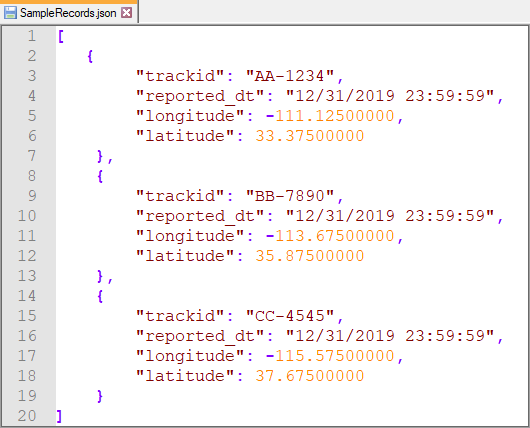 SampleRecords.json
1 [
2    {
3         "trackid": "AA-1234",
4         "reported_dt": "12/31/2019 23:59:59",
5         "longitude": -111.12500000,
6         "latitude": 33.37500000
7     },
8     {
9         "trackid": "BB-7890",
10         "reported_dt": "12/31/2019 23:59:59",
11         "longitude": -113.67500000,
12         "latitude": 35.87500000
13     },
14     {
15         "trackid": "CC-4545",
16         "reported_dt": "12/31/2019 23:59:59",
17         "longitude": -115.57500000,
18         "latitude": 37.67500000
19     }
20 ]